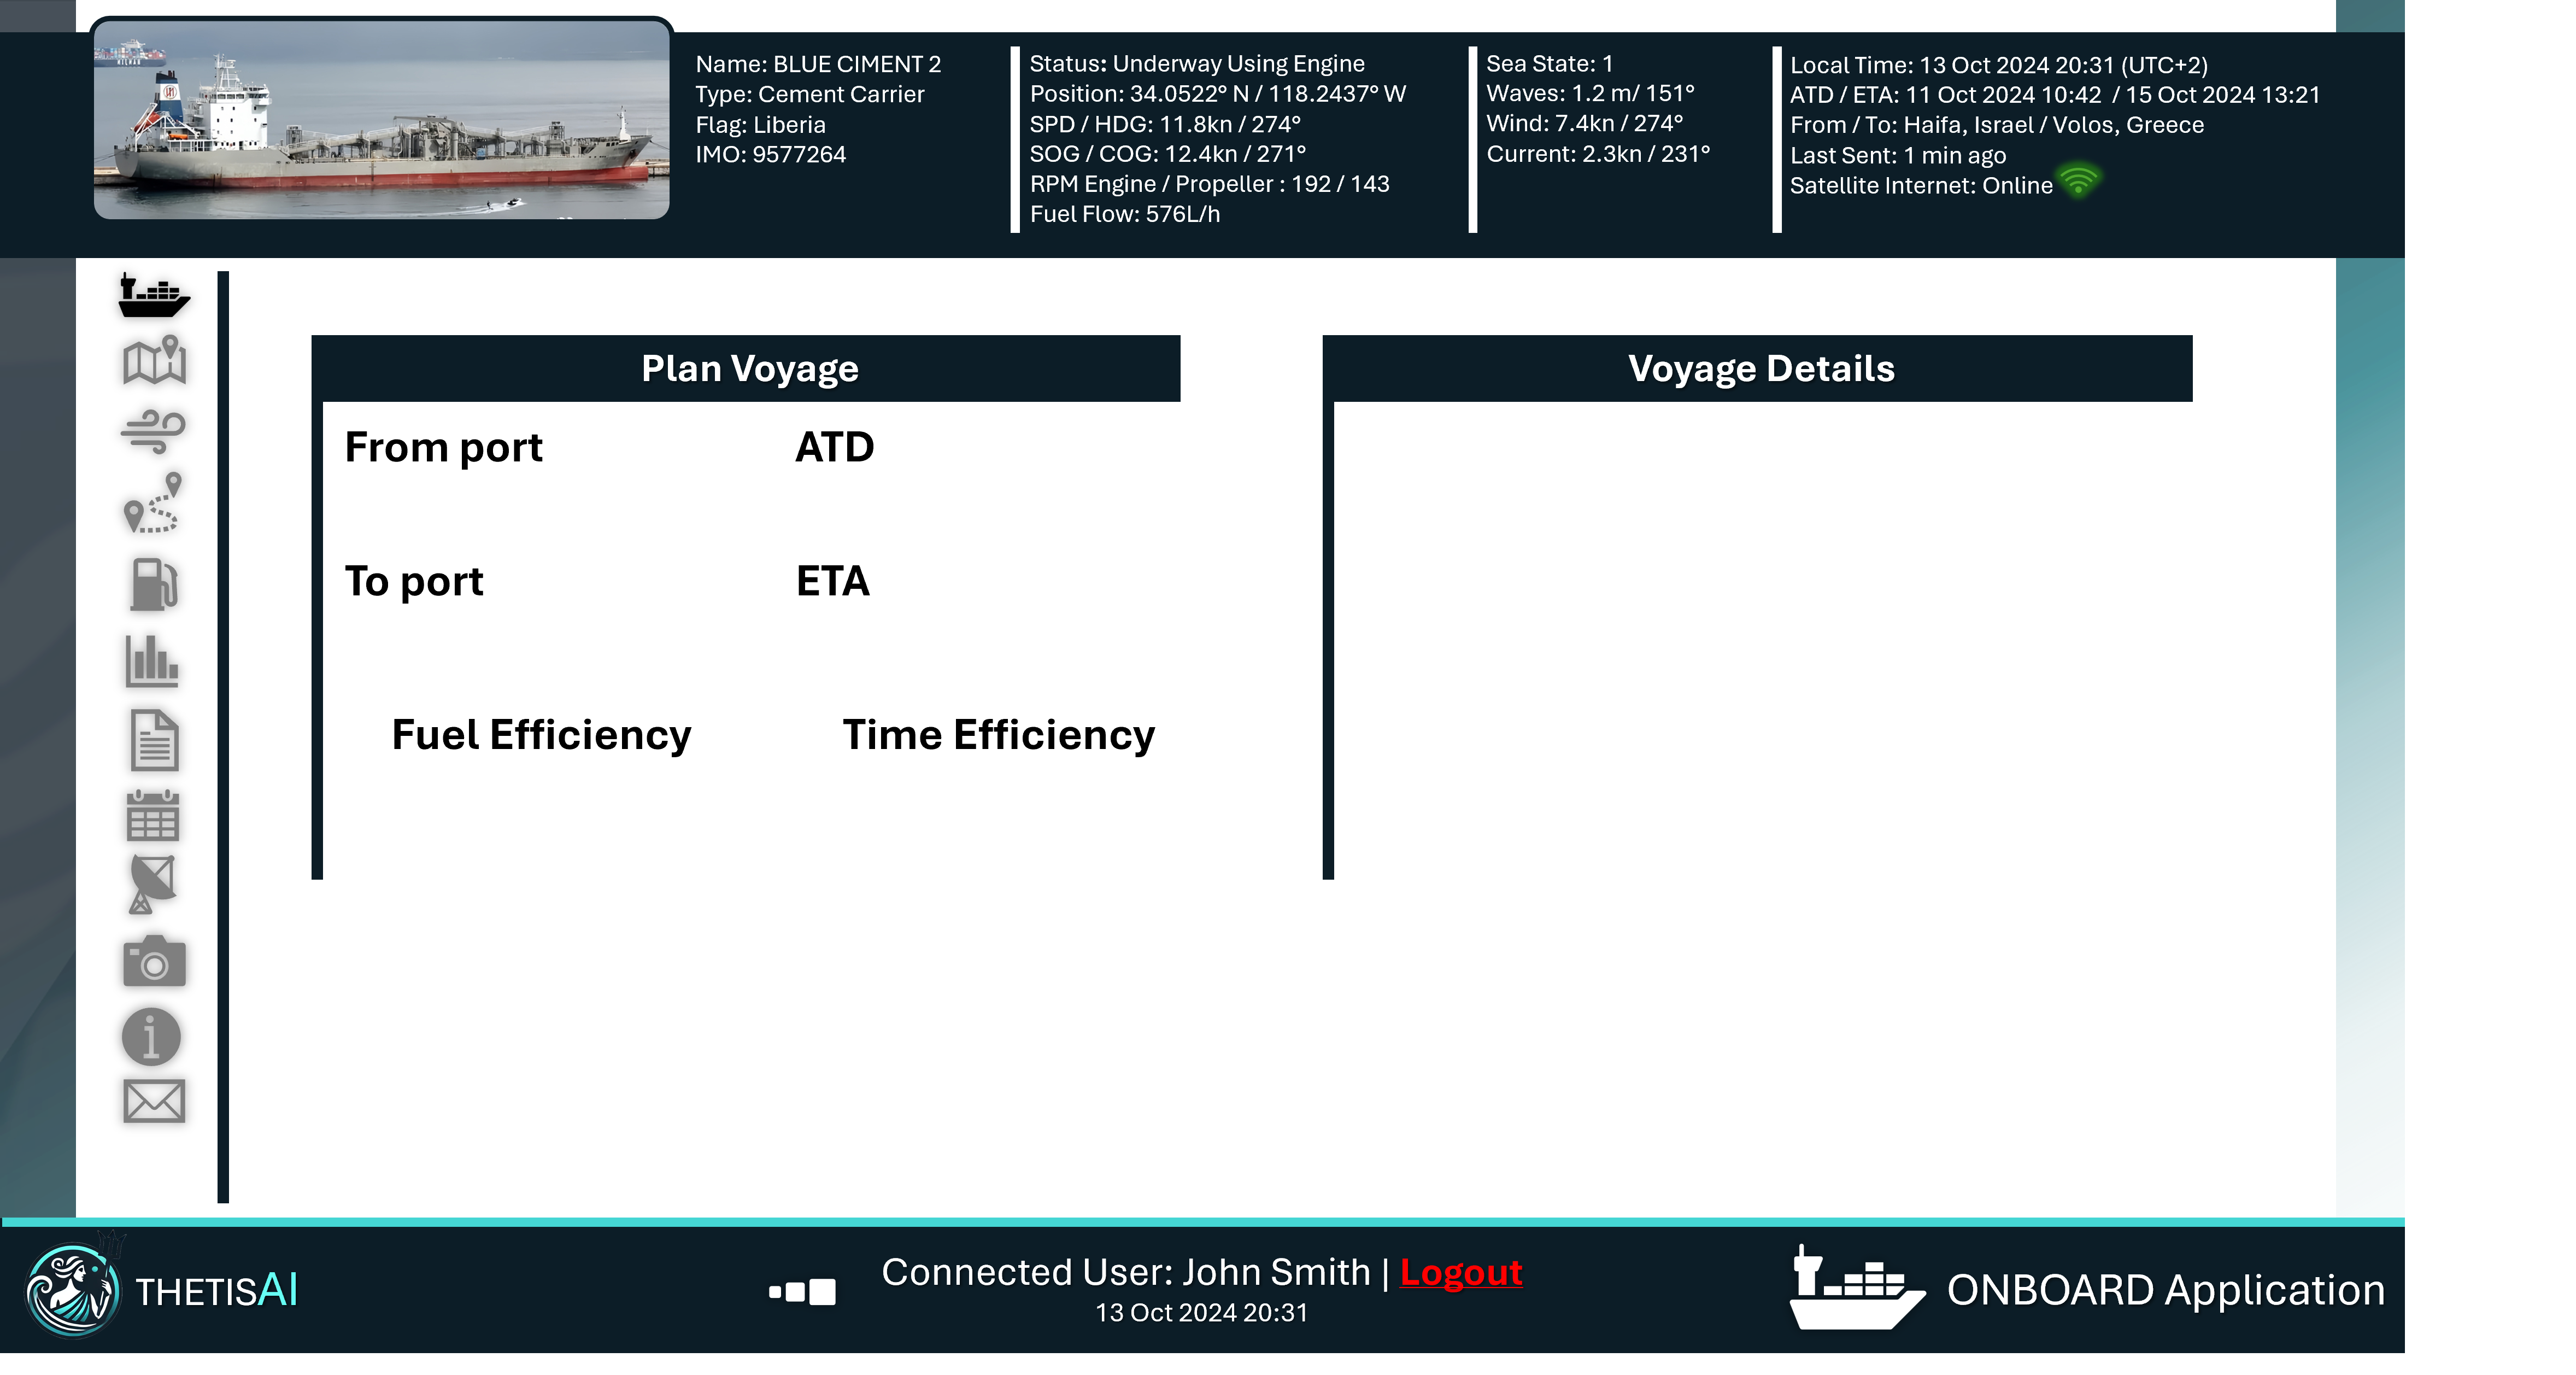 Name: BLUE CIMENT 2
Type: Cement Carrier
Flag: Liberia
IMO: 9577264
Status: Underway Using Engine
Position: 34.0522° N / 118.2437° W
SPD / HDG: 11.8kn / 274°
SOG / COG: 12.4kn / 271°
RPM Engine / Propeller : 192 / 143
Fuel Flow: 576L/h
Sea State: 1
Waves: 1.2 m/ 151°
Wind: 7.4kn / 274°
Current: 2.3kn / 231°
Local Time: 13 Oct 2024 20:31 (UTC+2)
ATD / ETA: 11 Oct 2024 10:42 / 15 Oct 2024 13:21
From / To: Haifa, Israel / Volos, Greece
Last Sent: 1 min ago
Satellite Internet: Online
Plan Voyage
From port
ATD
To port
ETA
Fuel Efficiency
Time Efficiency
Voyage Details
THETISAI
Connected User: John Smith | Logout
13 Oct 2024 20:31
ONBOARD Application